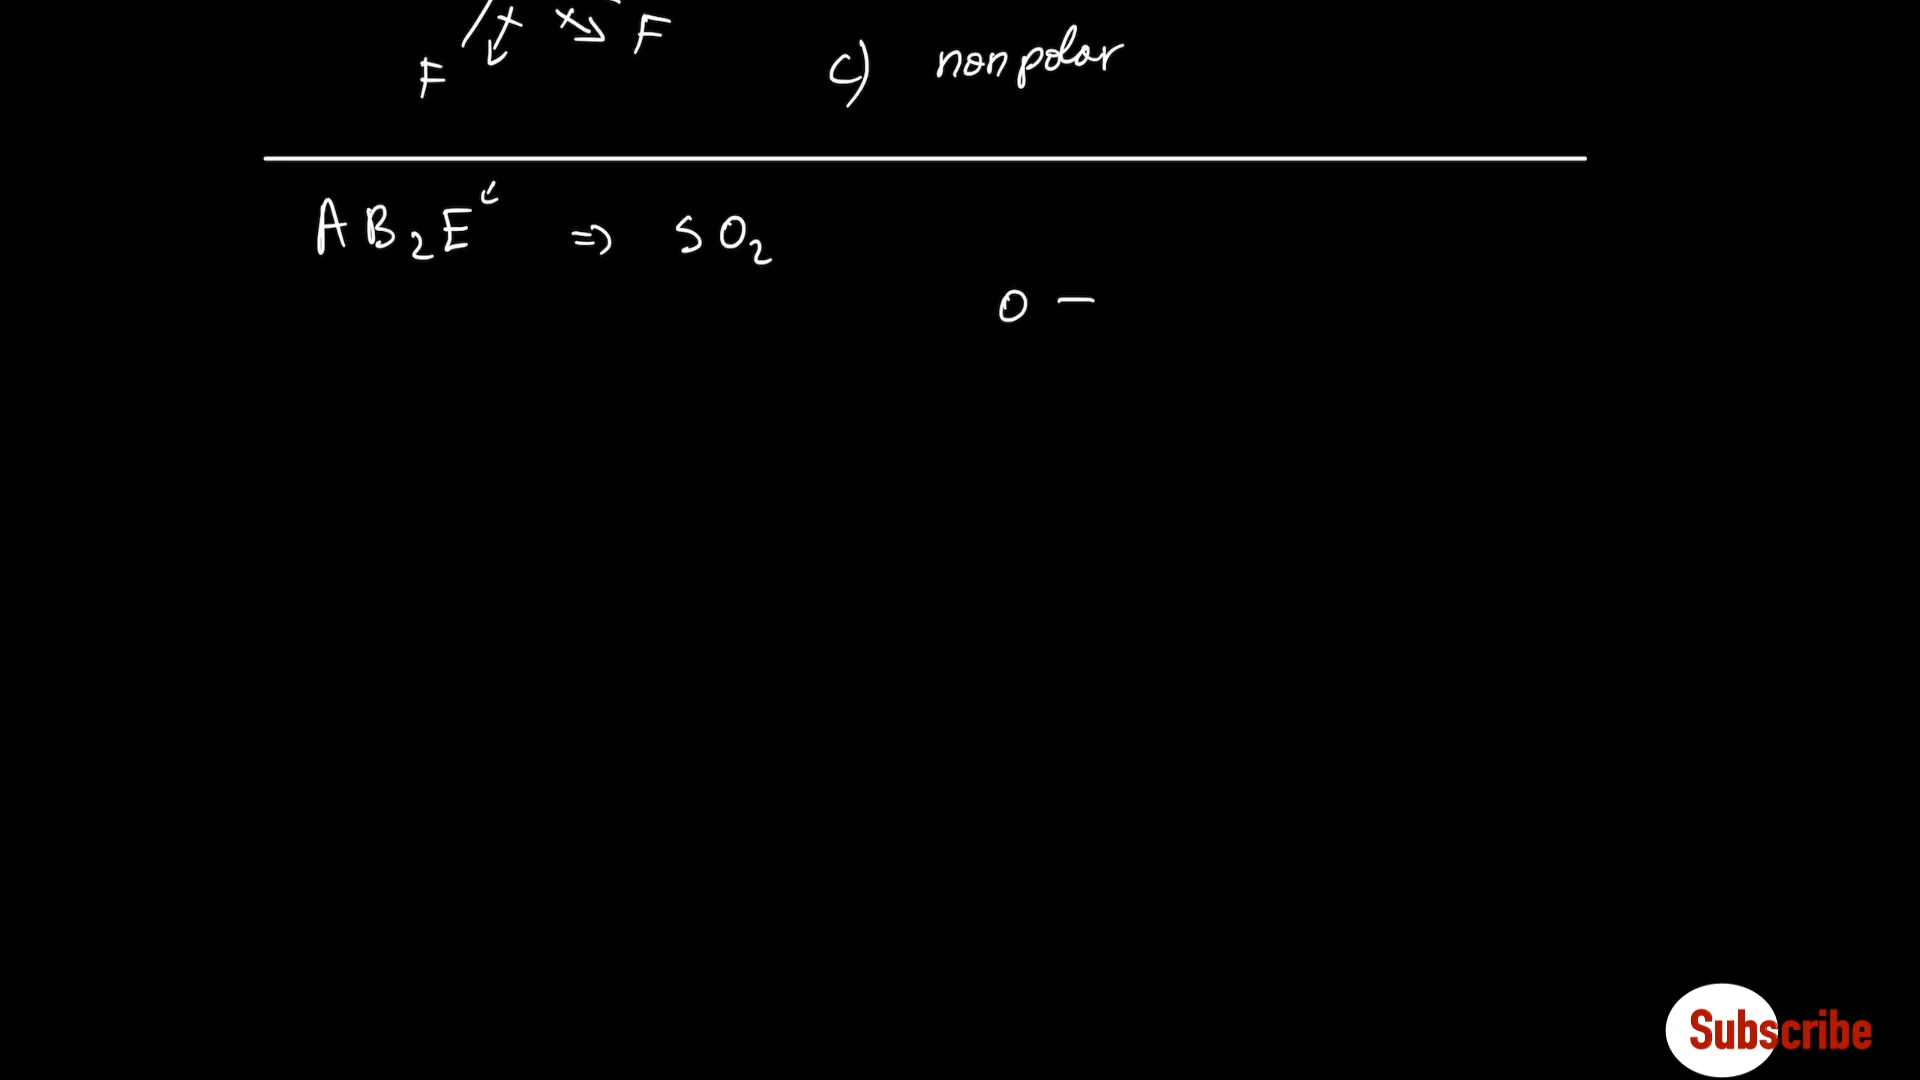 F F
C) nonpolar
AB₂E ⇒ SO₂
O –
Subscribe